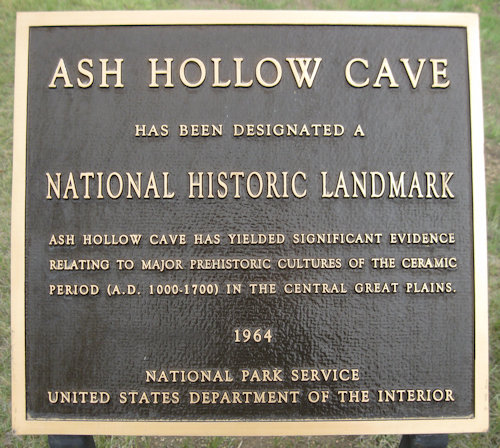 ASH HOLLOW CAVE
HAS BEEN DESIGNATED A
NATIONAL HISTORIC LANDMARK
ASH HOLLOW CAVE HAS YIELDED SIGNIFICANT EVIDENCE
RELATING TO MAJOR PREHISTORIC CULTURES OF THE CERAMIC
PERIOD (A.D. 1000-1700) IN THE CENTRAL GREAT PLAINS.
1964
NATIONAL PARK SERVICE
UNITED STATES DEPARTMENT OF THE INTERIOR